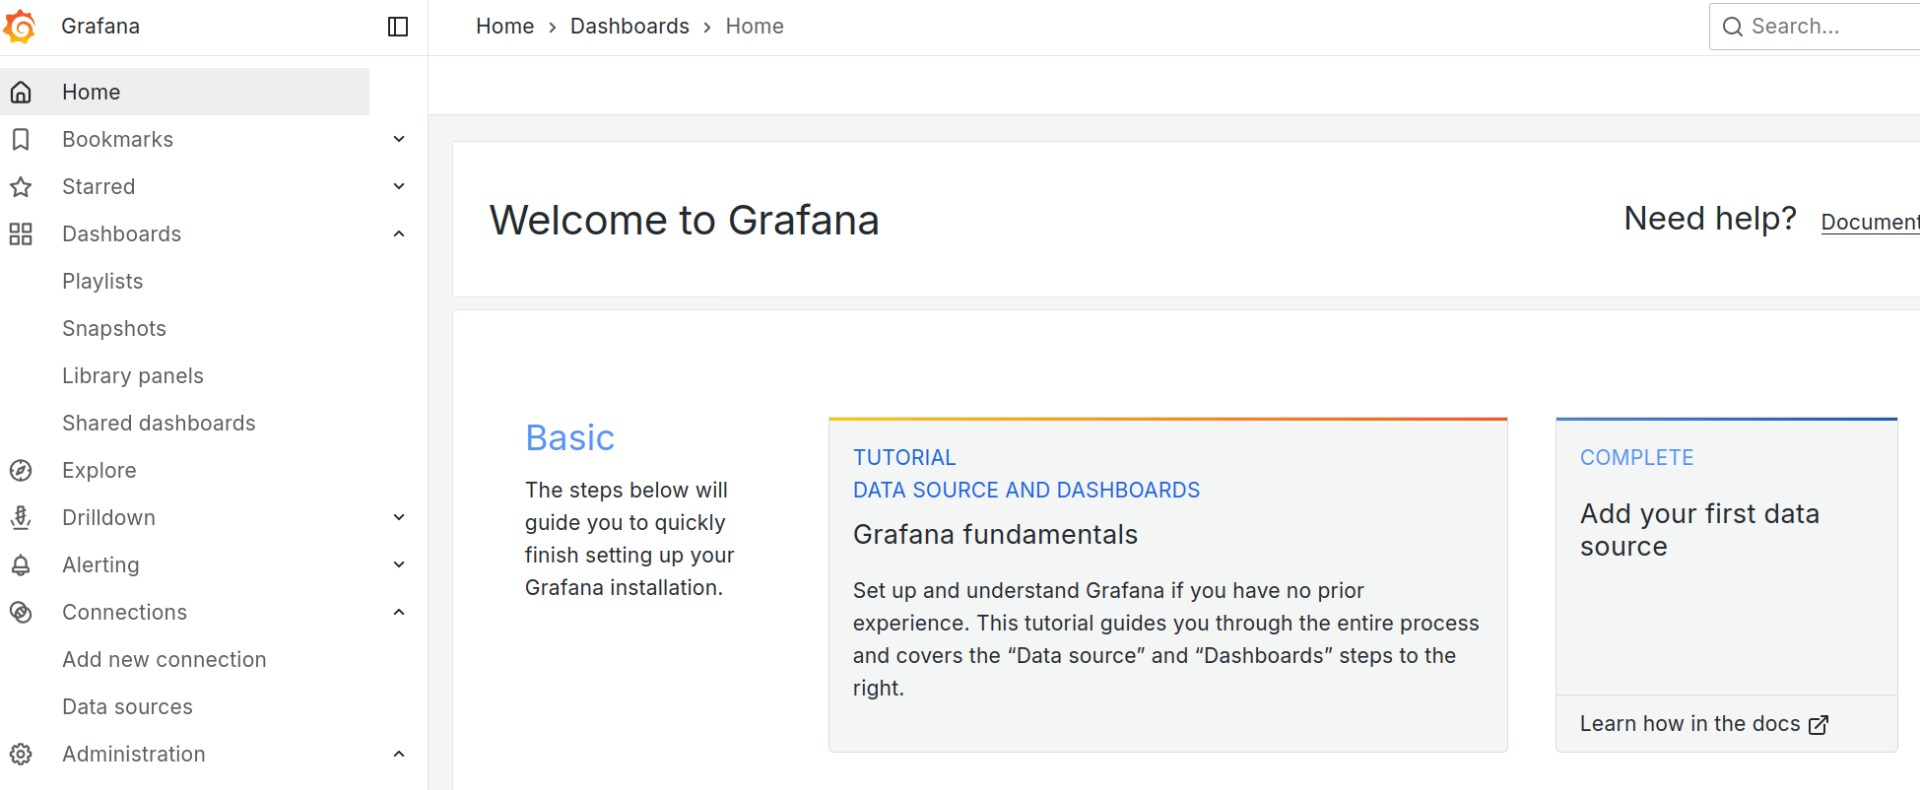 Grafana
Home › Dashboards › Home
Search...
Home
Bookmarks
Starred
Dashboards
Playlists
Snapshots
Library panels
Shared dashboards
Explore
Drilldown
Alerting
Connections
Add new connection
Data sources
Administration
Welcome to Grafana
Need help?
Document
Basic
The steps below will
guide you to quickly
finish setting up your
Grafana installation.
TUTORIAL
DATA SOURCE AND DASHBOARDS
Grafana fundamentals
Set up and understand Grafana if you have no prior
experience. This tutorial guides you through the entire process
and covers the “Data source” and “Dashboards” steps to the
right.
COMPLETE
Add your first data
source
Learn how in the docs